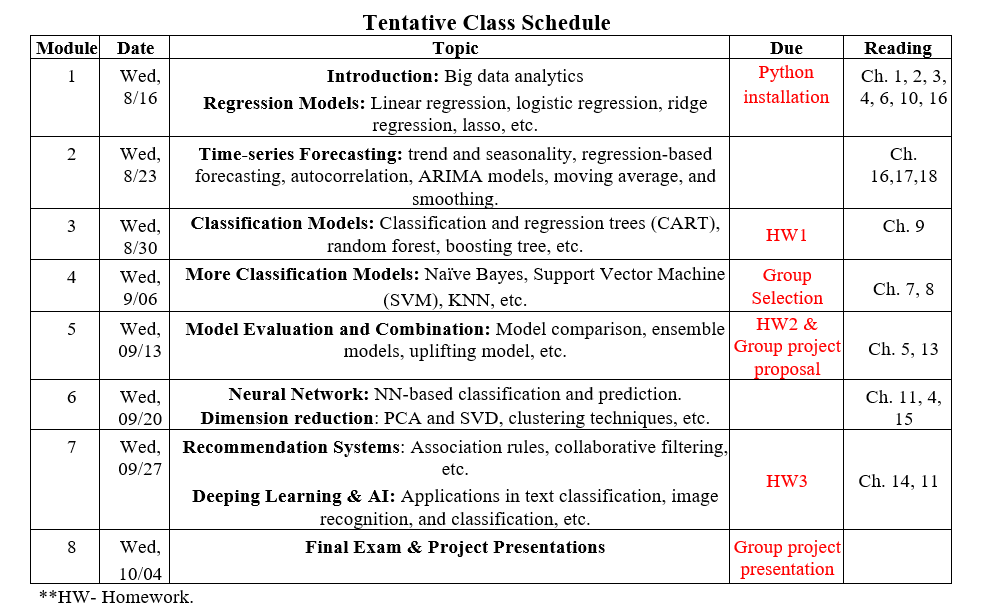 Tentative Class Schedule
Module Date Topic Due Reading
1 Wed, 8/16 Introduction: Big data analytics
Regression Models: Linear regression, logistic regression, ridge
regression, lasso, etc.
Python
installation
Ch. 1, 2, 3,
4, 6, 10, 16
2 Wed, 8/23 Time-series Forecasting: trend and seasonality, regression-based
forecasting, autocorrelation, ARIMA models, moving average, and
smoothing.
Ch.
16,17,18
3 Wed, 8/30 Classification Models: Classification and regression trees (CART),
random forest, boosting tree, etc.
HW1
Ch. 9
4 Wed, 9/06 More Classification Models: Naïve Bayes, Support Vector Machine
(SVM), KNN, etc.
Group
Selection
Ch. 7, 8
5 Wed, 09/13 Model Evaluation and Combination: Model comparison, ensemble
models, uplifting model, etc.
HW2 &
Group project
proposal
Ch. 5, 13
6 Wed, 09/20 Neural Network: NN-based classification and prediction.
Dimension reduction: PCA and SVD, clustering techniques, etc.
Ch. 11, 4,
15
7 Wed, 09/27 Recommendation Systems: Association rules, collaborative filtering,
etc.
Deeping Learning & AI: Applications in text classification, image
recognition, and classification, etc.
HW3
Ch. 14, 11
8 Wed, 10/04 Final Exam & Project Presentations
Group project
presentation
**HW- Homework.